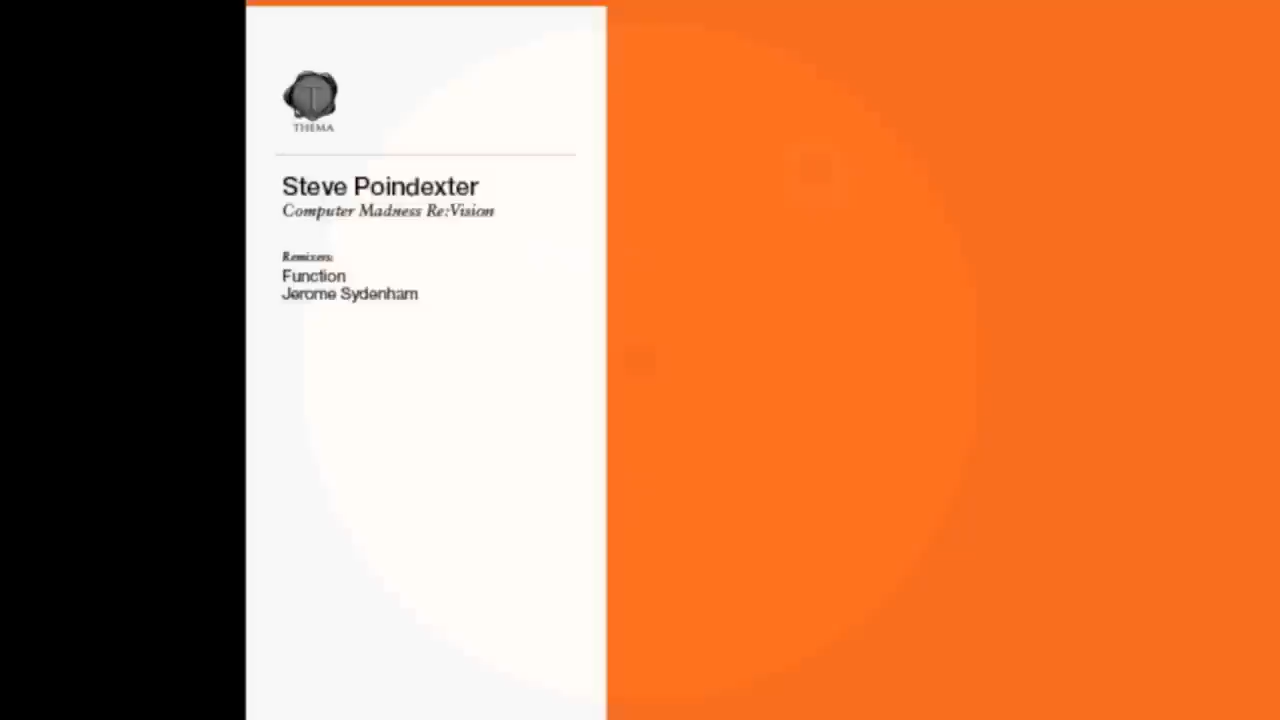 T
THEMA
Steve Poindexter
Computer Madness Re:Vision
Remixers:
Function
Jerome Sydenham